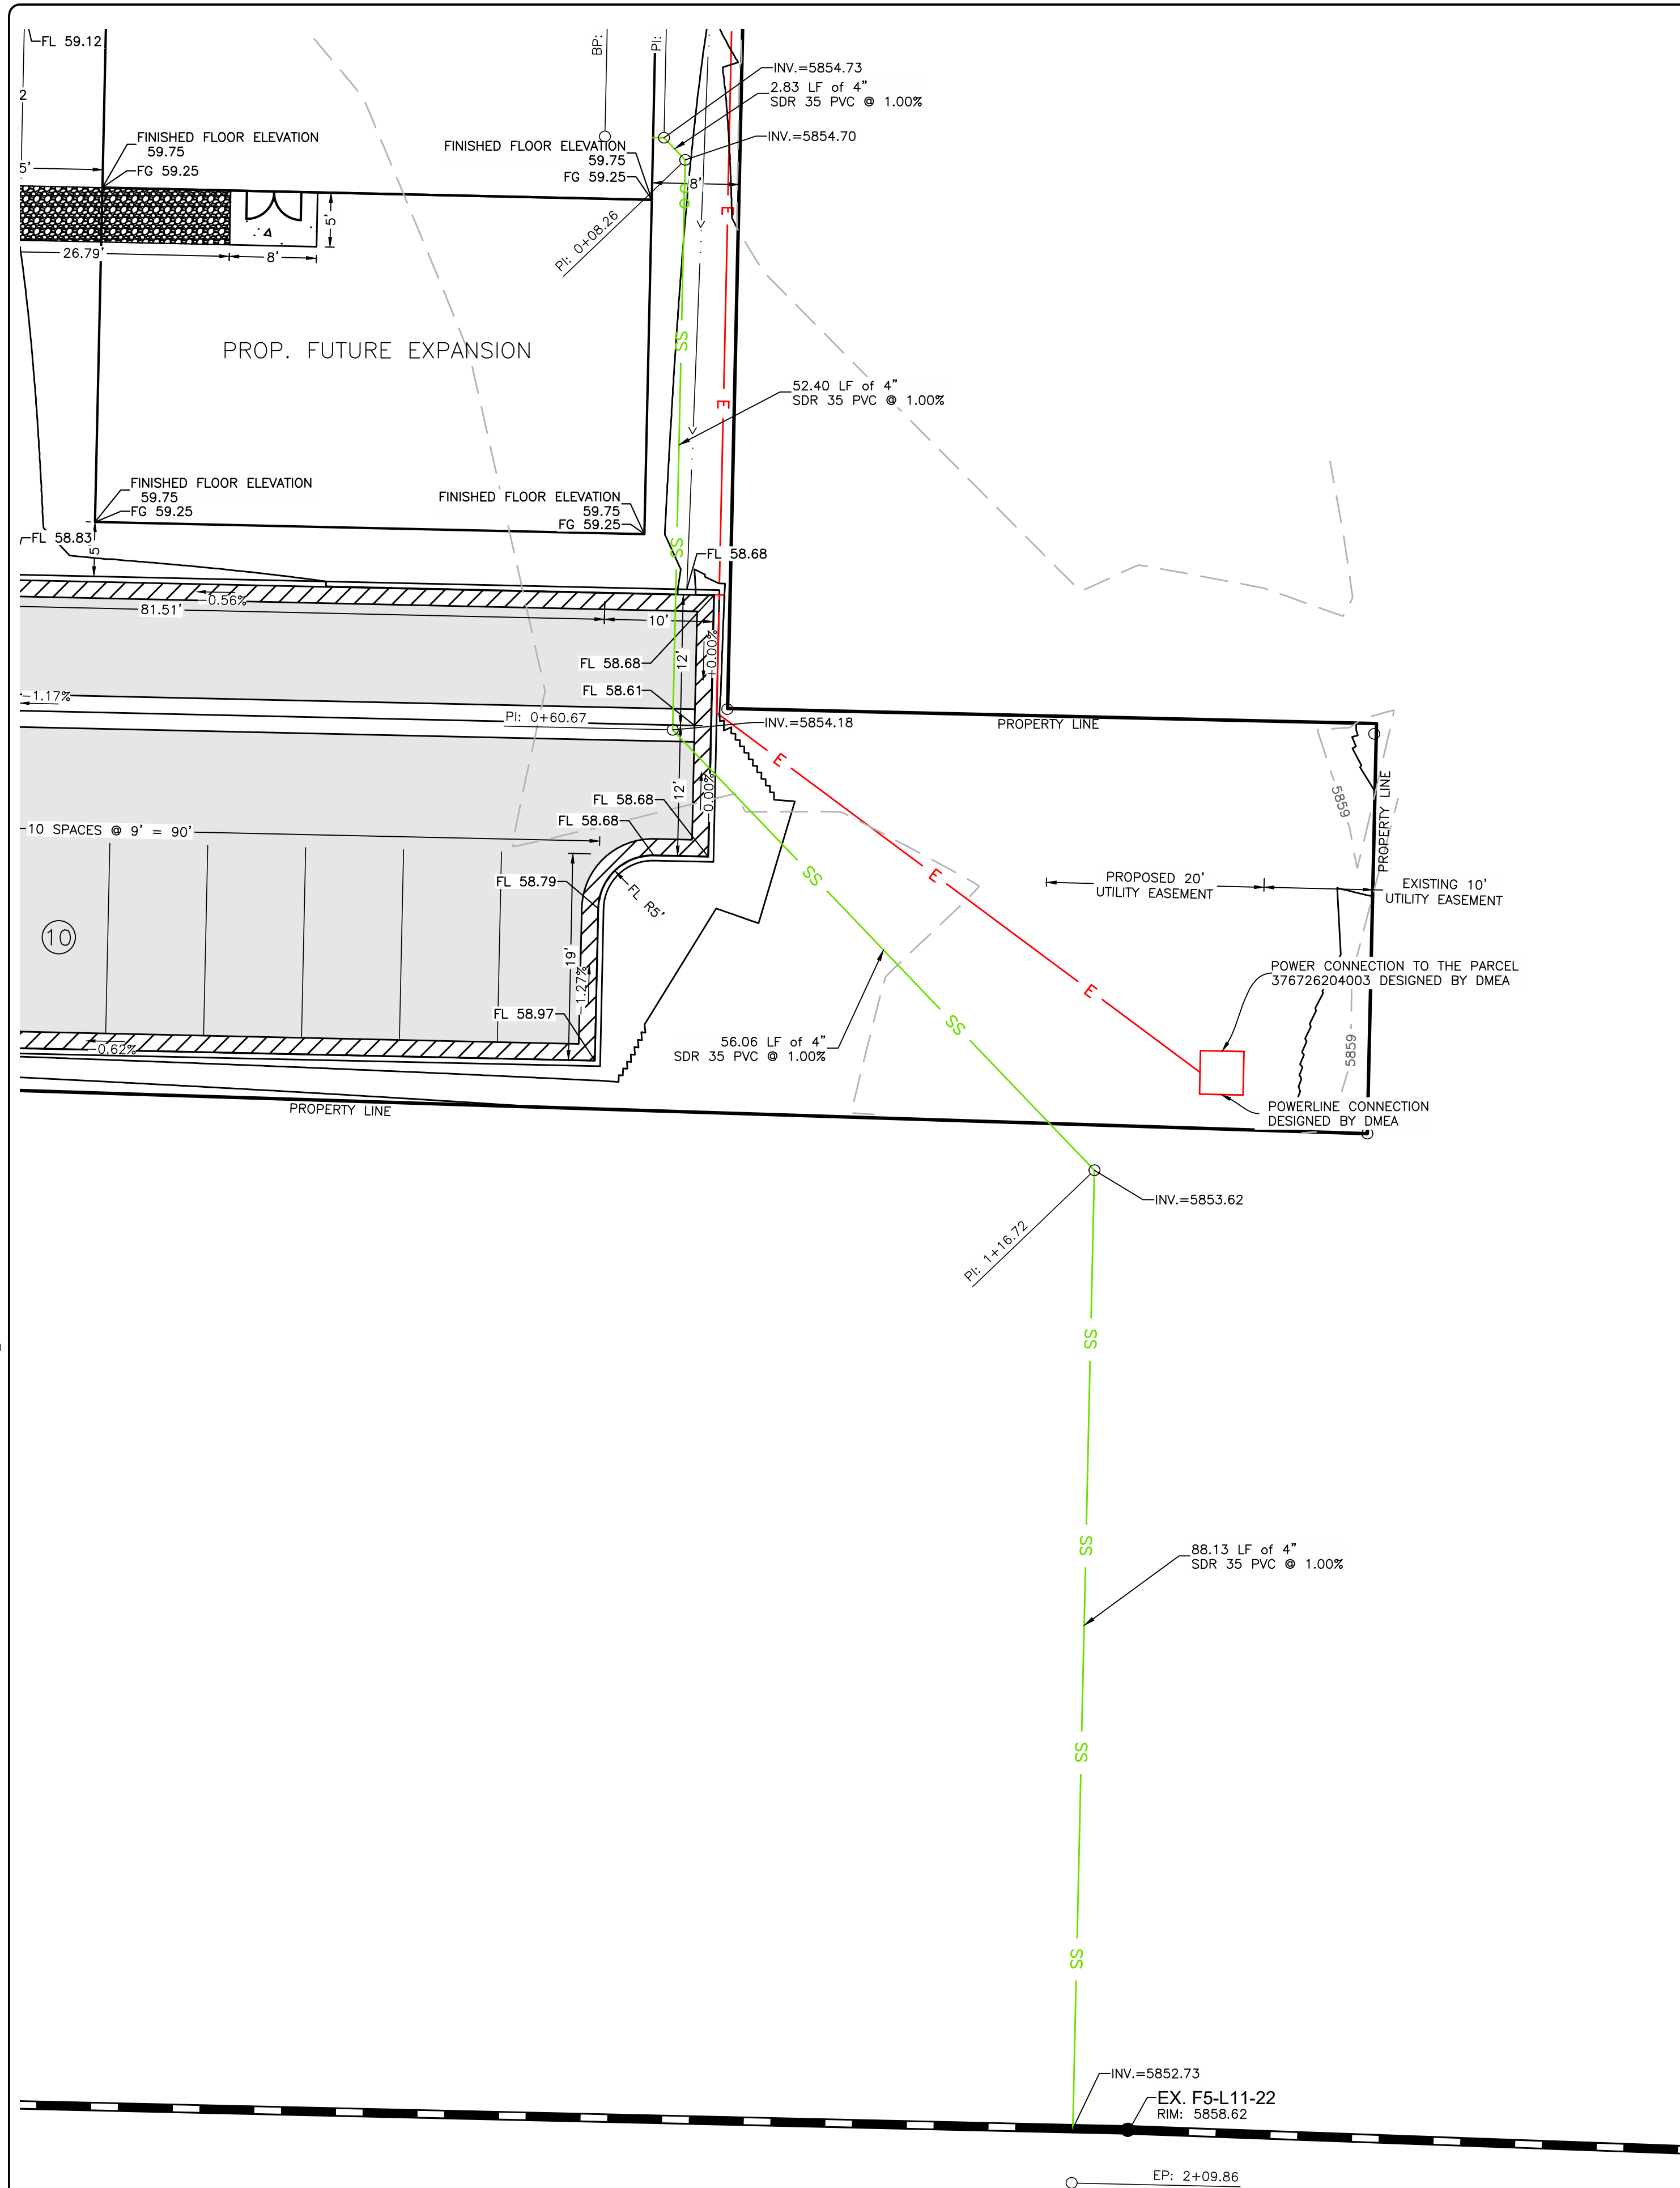 FL 59.12
2
5'
BP:
PI:
INV.=5854.73
2.83 LF of 4"
SDR 35 PVC @ 1.00%
INV.=5854.70
FINISHED FLOOR ELEVATION
59.75
FG 59.25
FINISHED FLOOR ELEVATION
59.75
FG 59.25
8'
SS
E
5'
26.79'
8'
PI: 0+08.26
PROP. FUTURE EXPANSION
SS
52.40 LF of 4"
SDR 35 PVC @ 1.00%
E
FINISHED FLOOR ELEVATION
59.75
FG 59.25
FINISHED FLOOR ELEVATION
59.75
FG 59.25
FL 58.83
5'
SS
FL 58.68
0.56%
81.51'
10'
12'
0.00%
FL 58.68
FL 58.61
1.17%
PI: 0+60.67
INV.=5854.18
PROPERTY LINE
E
5859
PROPERTY LINE
12'
0.00%
FL 58.68
FL 58.68
10 SPACES @ 9' = 90'
FL 58.79
FL R5'
SS
E
PROPOSED 20'
UTILITY EASEMENT
EXISTING 10'
UTILITY EASEMENT
10
19'
1.27%
FL 58.97
E
POWER CONNECTION TO THE PARCEL
376726204003 DESIGNED BY DMEA
SS
0.62%
56.06 LF of 4"
SDR 35 PVC @ 1.00%
5859
PROPERTY LINE
POWERLINE CONNECTION
DESIGNED BY DMEA
INV.=5853.62
PI: 1+16.72
SS
SS
88.13 LF of 4"
SDR 35 PVC @ 1.00%
SS
SS
INV.=5852.73
EX. F5-L11-22
RIM: 5858.62
EP: 2+09.86